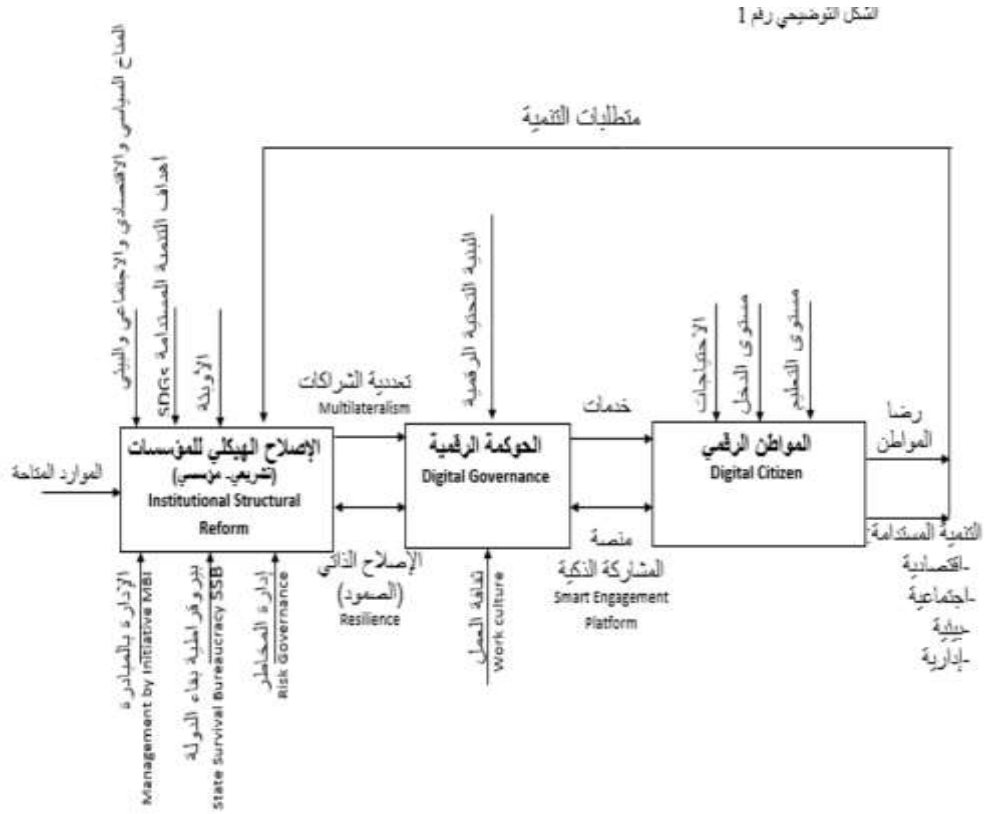 الشكل التوضيحي رقم 1
متطلبات التنمية
المناخ السياسي والاقتصادي والاجتماعي والبيئي
اهداف التنمية المستدامة SDGs
الأوبئة
البنية التحتية الرقمية
الاحتياجات
مستوى الدخل
مستوى التعليم
الموارد المتاحة
الإصلاح الهيكلي للمؤسسات
(تشريعي- مؤسسي)
Institutional Structural
Reform
تعددية الشراكات
Multilateralism
الإصلاح الذاتي
(الصمود)
Resilience
الحوكمة الرقمية
Digital Governance
خدمات
منصة
المشاركة الذكية
Smart Engagement
Platform
المواطن الرقمي
Digital Citizen
رضا
المواطن
التنمية المستدامة:
-اقتصادية
-اجتماعية
-بيئية
-إدارية
الإدارة بالمبادرة
Management by Initiative MBI
بيروقراطية بقاء الدولة
State Survival Bureaucracy SSB
إدارة المخاطر
Risk Governance
ثقافة العمل
Work culture